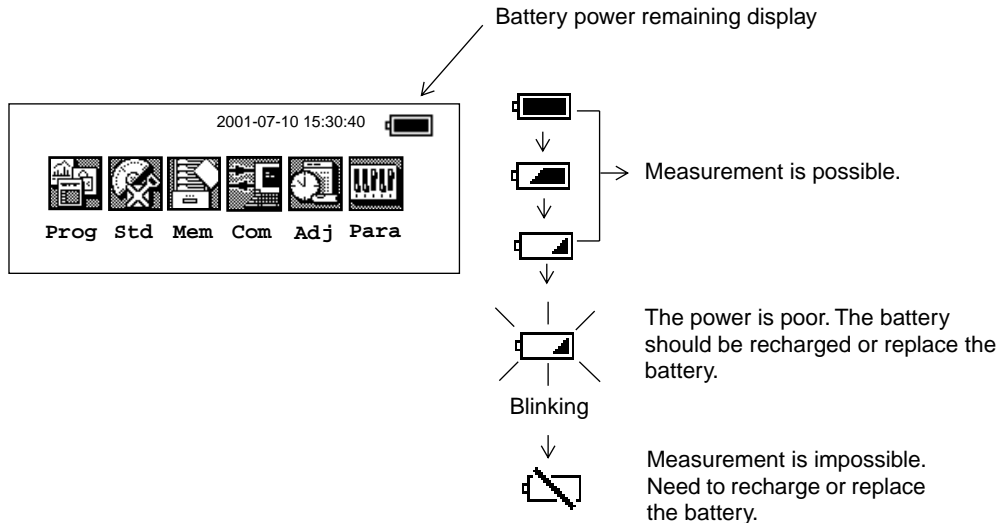 Battery power remaining display
2001-07-10 15:30:40
Prog Std Mem Com Adj Para
Measurement is possible.
The power is poor. The battery
should be recharged or replace the
battery.
Blinking
Measurement is impossible.
Need to recharge or replace
the battery.